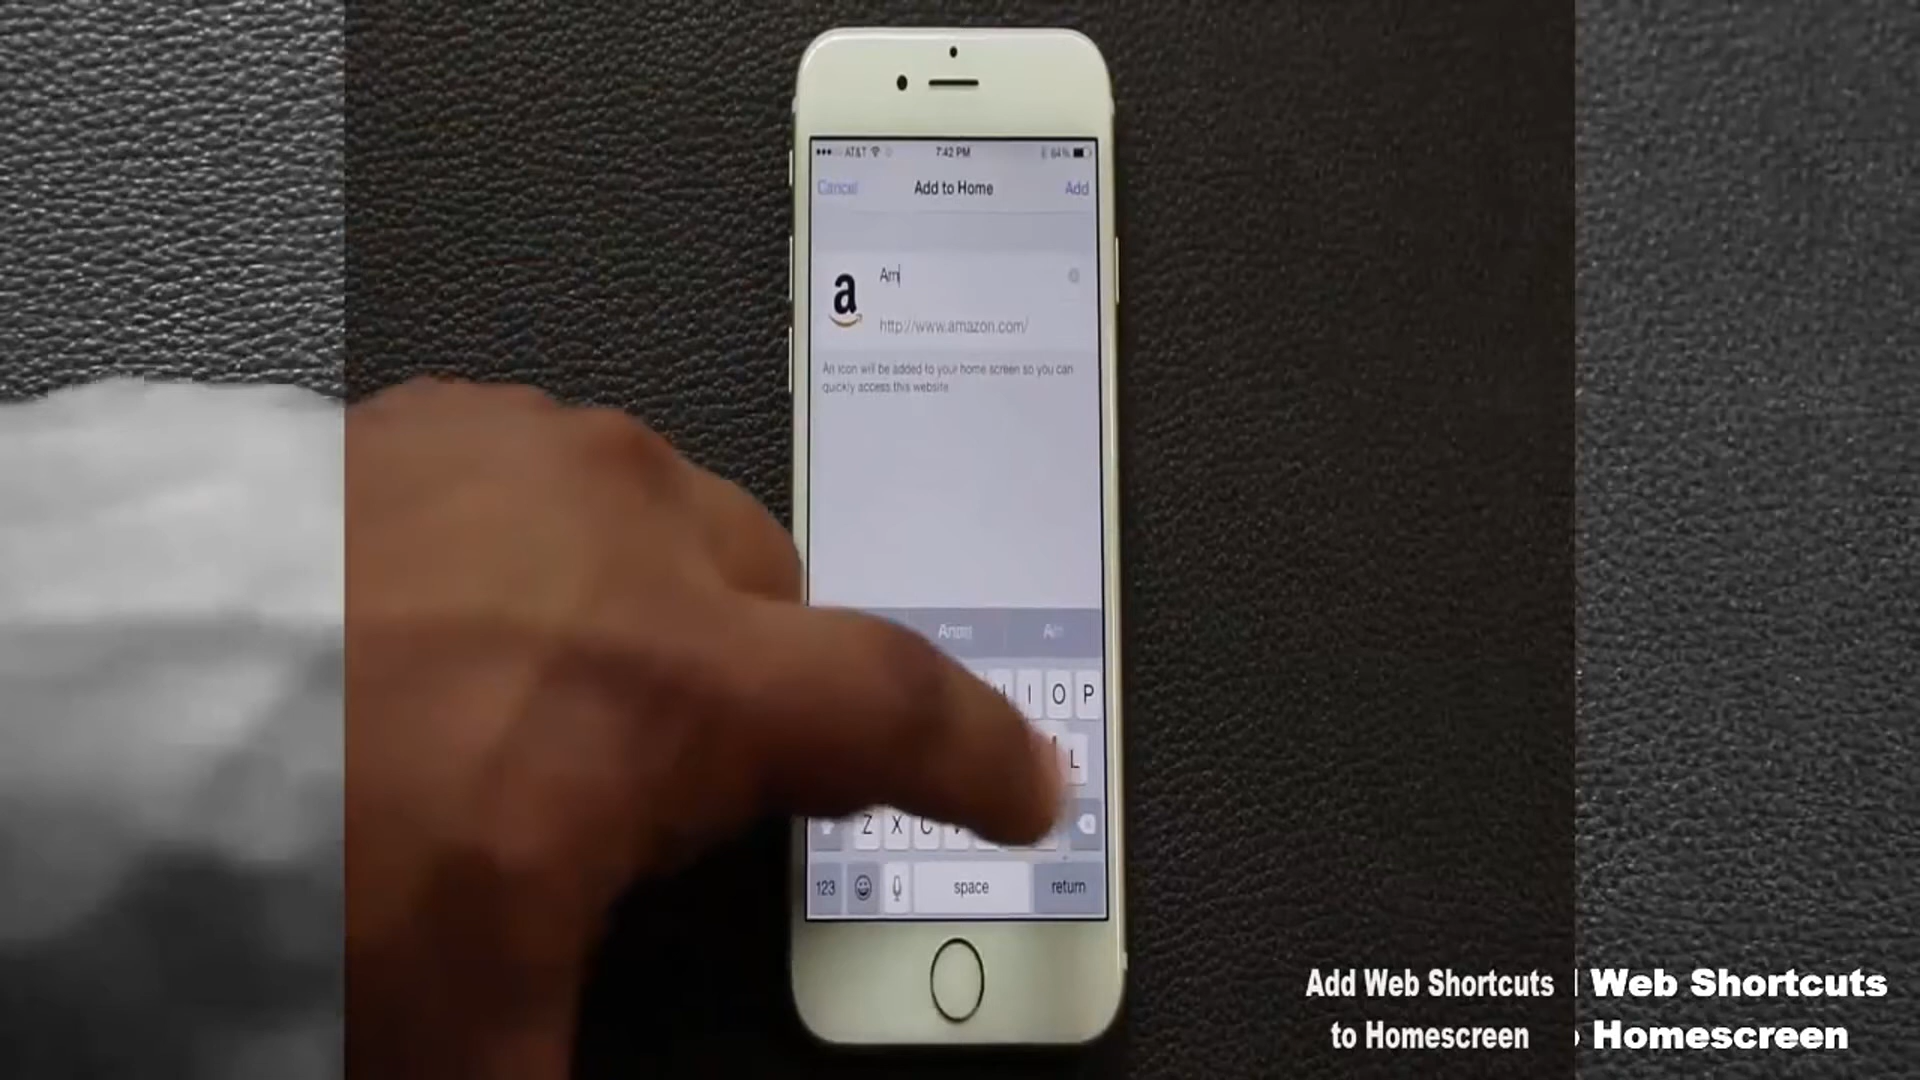 AT&T 7:42 PM 64%
Cancel Add to Home Add
a Am
http://www.amazon.com/
An icon will be added to your home screen so you can
quickly access this website.
I O P
L
Z X C
123 space return
Add Web Shortcuts
to Homescreen
Web Shortcuts
Homescreen